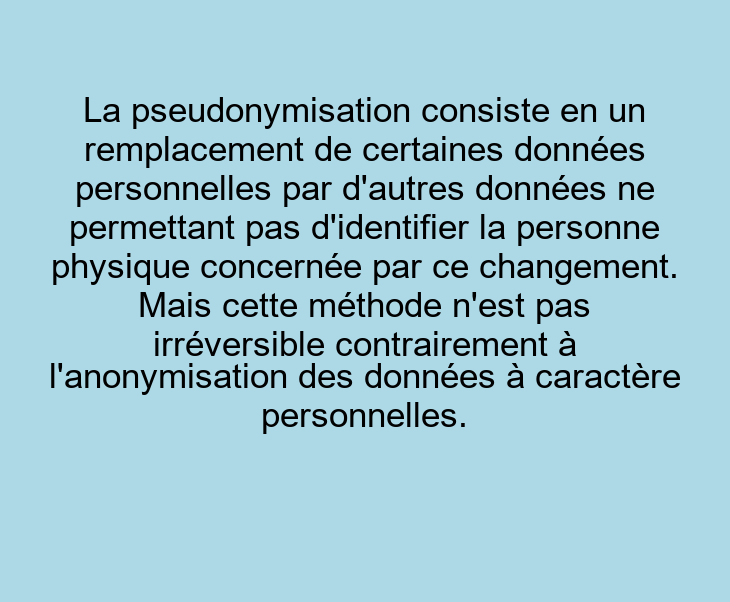 La pseudonymisation consiste en un
remplacement de certaines données
personnelles par d'autres données ne
permettant pas d'identifier la personne
physique concernée par ce changement.
Mais cette méthode n'est pas
irréversible contrairement à
l'anonymisation des données à caractère
personnelles.